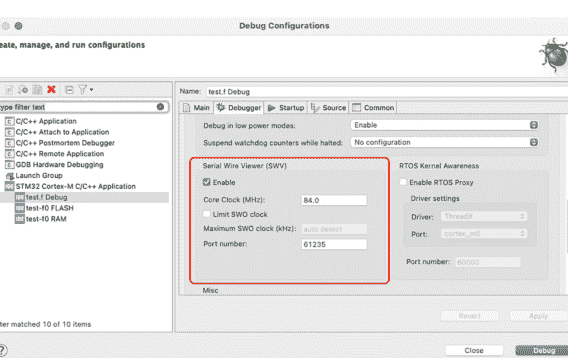 Debug Configurations
eate, manage, and run configurations
type filter text
C/C++ Application
C/C++ Attach to Application
C/C++ Postmortem Debugger
C/C++ Remote Application
GDB Hardware Debugging
Launch Group
STM32 Cortex-M C/C++ Application
test.f Debug
test-f0 FLASH
test-f0 RAM
ter matched 10 of 10 items
Name: test.f Debug
Main Debugger Startup Source Common
Debug in low power modes: Enable
Suspend watchdog counters while halted: No configuration
Serial Wire Viewer (SWV)
Enable
Core Clock (MHz): 84.0
Limit SWO clock
Maximum SWO clock (kHz): auto detect
Port number: 61235
RTOS Kernel Awareness
Enable RTOS Proxy
Driver settings
Driver: ThreadX
Port: cortex_m0
Port number: 60000
Misc
Revert Apply
? Close Debug